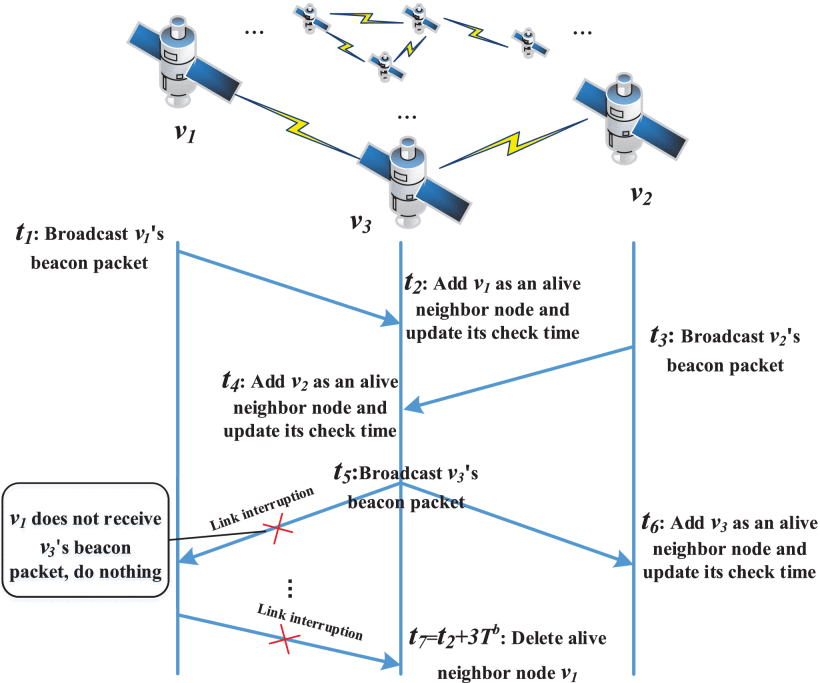 ...
...
v1
...
v2
v3
t1: Broadcast v1's
beacon packet
t2: Add v1 as an alive
neighbor node and
update its check time
t3: Broadcast v2's
beacon packet
t4: Add v2 as an alive
neighbor node and
update its check time
t5:Broadcast v3's
beacon packet
Link interruption
v1 does not receive
v3's beacon
packet, do nothing
t6: Add v3 as an alive
neighbor node and
update its check time
...
Link interruption
t7=t2+3T^b: Delete alive
neighbor node v1